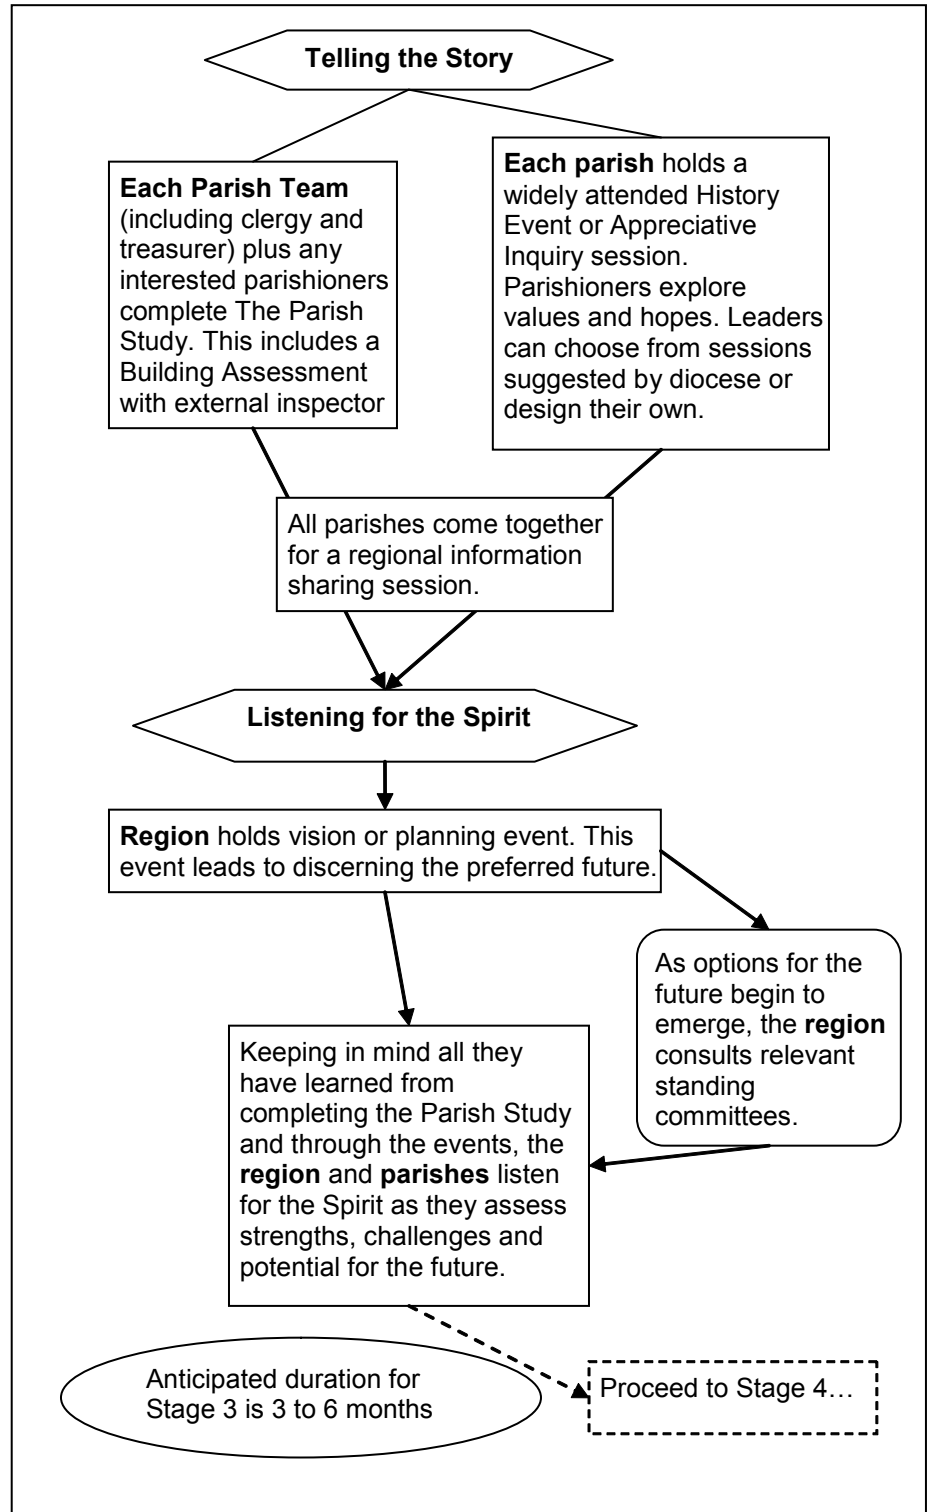 Telling the Story
Each Parish Team
(including clergy and
treasurer) plus any
interested parishioners
complete The Parish
Study. This includes a
Building Assessment
with external inspector
Each parish holds a
widely attended History
Event or Appreciative
Inquiry session.
Parishioners explore
values and hopes. Leaders
can choose from sessions
suggested by diocese or
design their own.
All parishes come together
for a regional information
sharing session.
Listening for the Spirit
Region holds vision or planning event. This
event leads to discerning the preferred future.
As options for the
future begin to
emerge, the region
consults relevant
standing
committees.
Keeping in mind all they
have learned from
completing the Parish Study
and through the events, the
region and parishes listen
for the Spirit as they assess
strengths, challenges and
potential for the future.
Anticipated duration for
Stage 3 is 3 to 6 months
Proceed to Stage 4…